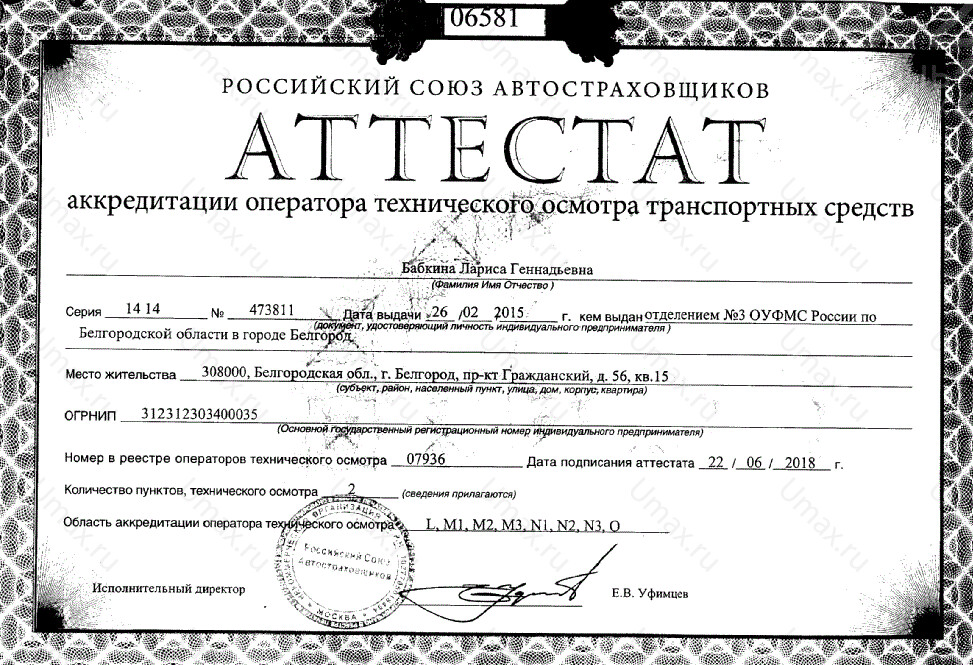 06581
РОССИЙСКИЙ СОЮЗ АВТОСТРАХОВЩИКОВ
АТТЕСТАТ
аккредитации оператора технического осмотра транспортных средств
Бабкина Лариса Геннадьевна
(Фамилия Имя Отчество )
Серия 14 14 № 473811 Дата выдачи 26 /02 2015 г. кем выдан отделением №3 ОУФМС России по
(документ, удостоверяющий личность индивидуального предпринимателя )
Белгородской области в городе Белгород,
Место жительства 308000, Белгородская обл., г. Белгород, пр-кт Гражданский, д. 56, кв.15
(субъект, район, населенный пункт, улица, дом, корпус, квартира)
ОГРНИП 312312303400035
(Основной государственный регистрационный номер индивидуального предпринимателя)
Номер в реестре операторов технического осмотра 07936 Дата подписания аттестата 22 / 06 / 2018 г.
Количество пунктов, технического осмотра 2 (сведения прилагаются)
Область аккредитации оператора технического осмотра L, M1, M2, M3, N1, N2, N3, O
Российский Союз
Автостраховщиков
МОСКВА
Исполнительный директор Е.В. Уфимцев
Umax.ru